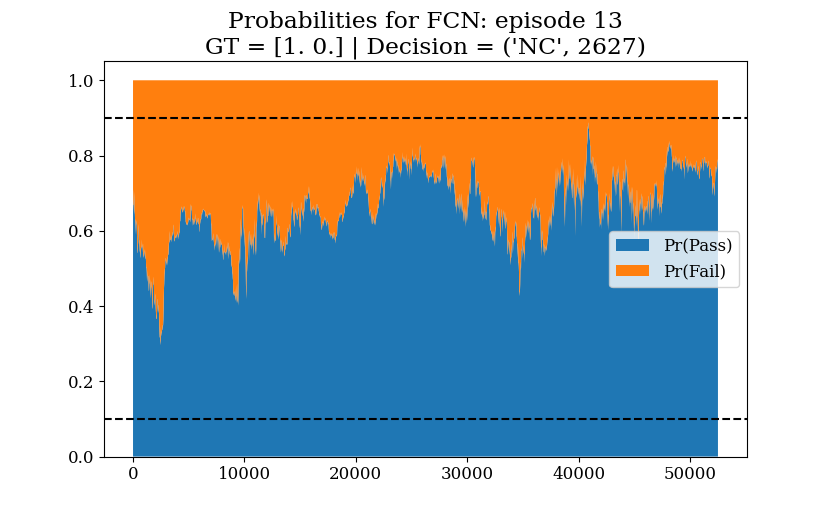 Probabilities for FCN: episode 13
GT = [1. 0.] | Decision = ('NC', 2627)
1.0
0.8
0.6
0.4
0.2
0.0
Pr(Pass)
Pr(Fail)
0 10000 20000 30000 40000 50000